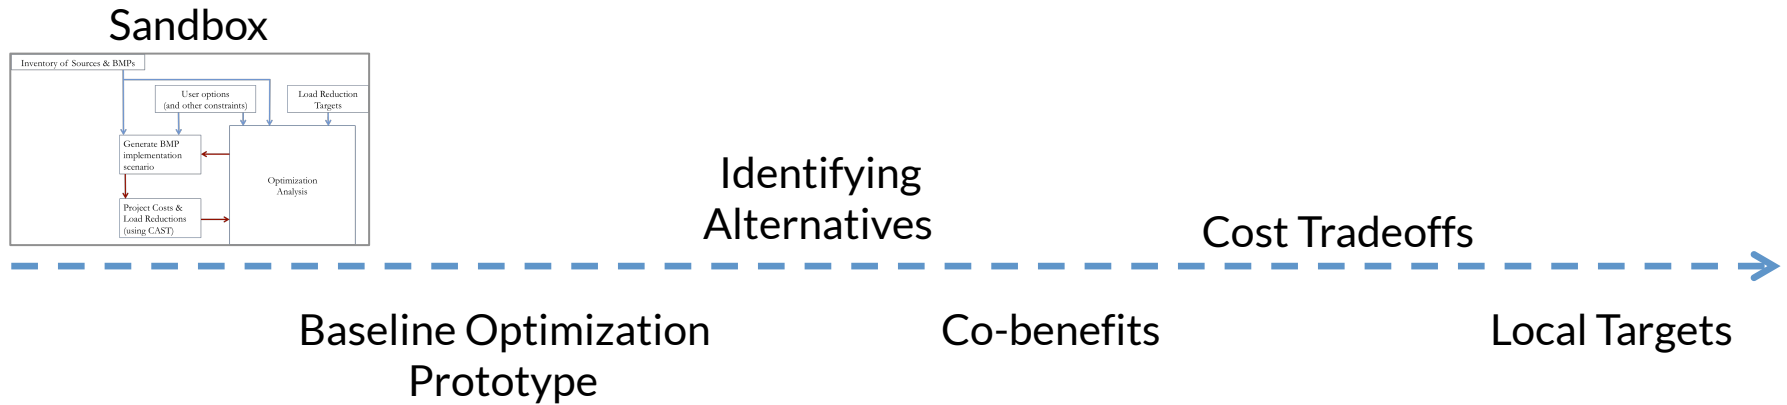 Sandbox
Inventory of Sources & BMPs
User options
(and other constraints)
Load Reduction
Targets
Generate BMP
implementation
scenario
Optimization
Analysis
Project Costs &
Load Reductions
(using CAST)
Identifying
Alternatives
Cost Tradeoffs
Baseline Optimization
Prototype
Co-benefits
Local Targets